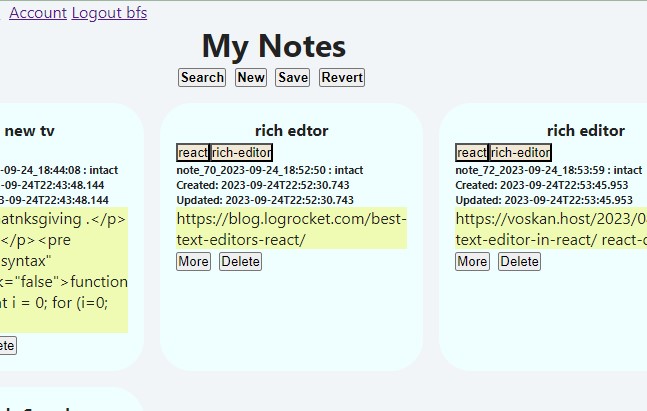 Account Logout bfs
My Notes
Search New Save Revert
new tv
-09-24_18:44:08 : intact
-09-24T22:43:48.144
-09-24T22:43:48.144
atnksgiving .</p>
</p><pre
syntax"
="false">function
i = 0; for (i=0;
rich edtor
react rich-editor
note_70_2023-09-24_18:52:50 : intact
Created: 2023-09-24T22:52:30.743
Updated: 2023-09-24T22:52:30.743
https://blog.logrocket.com/best-
text-editors-react/
More Delete
rich editor
react rich-editor
note_72_2023-09-24_18:53:59 : intact
Created: 2023-09-24T22:53:45.953
Updated: 2023-09-24T22:53:45.953
https://voskan.host/2023/0
text-editor-in-react/ react-
More Delete